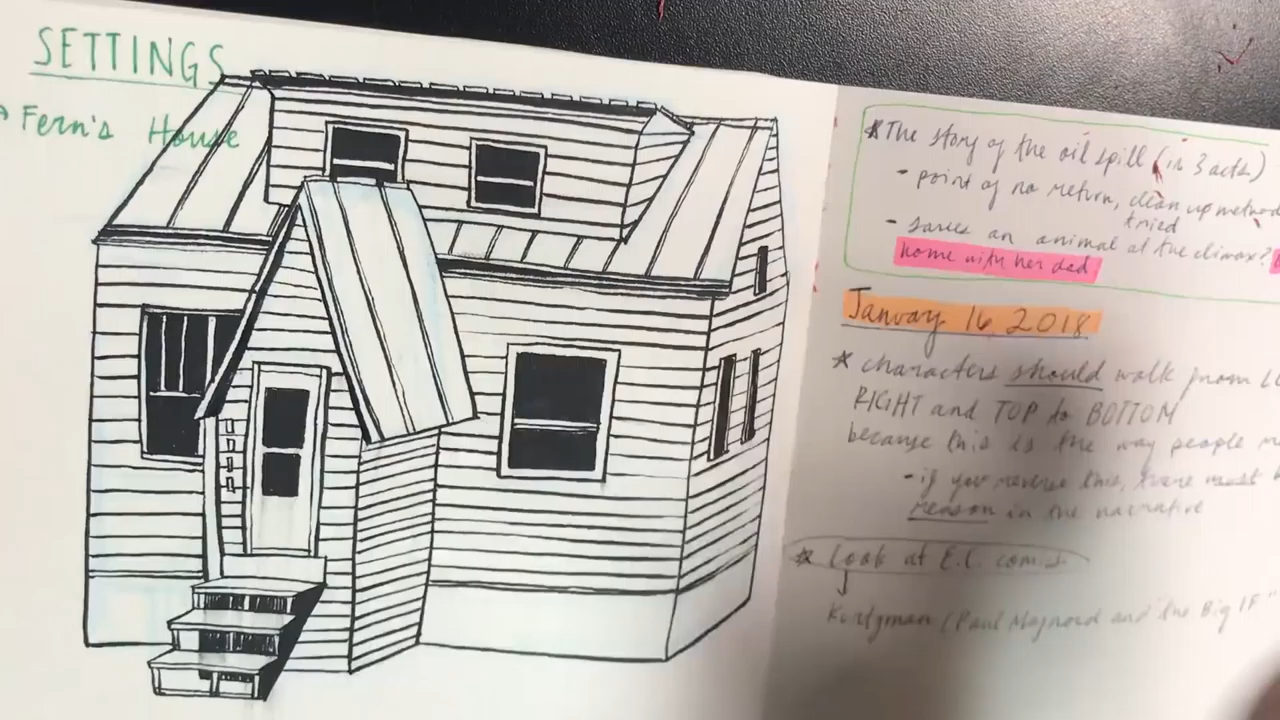 SETTINGS
Fern's House
*The story of the oil spill (in 3 acts)
- point of no return, clean up
tried
- saves an animal at the climax?
home with her dad
January 16 2018
* characters should walk from
RIGHT and TOP to BOTTOM
because this is the way people
- if you reverse this, there must
reason in the narrative
* Look at E.C. comics
Kurtzman (Paul Maynard and the Big IF"